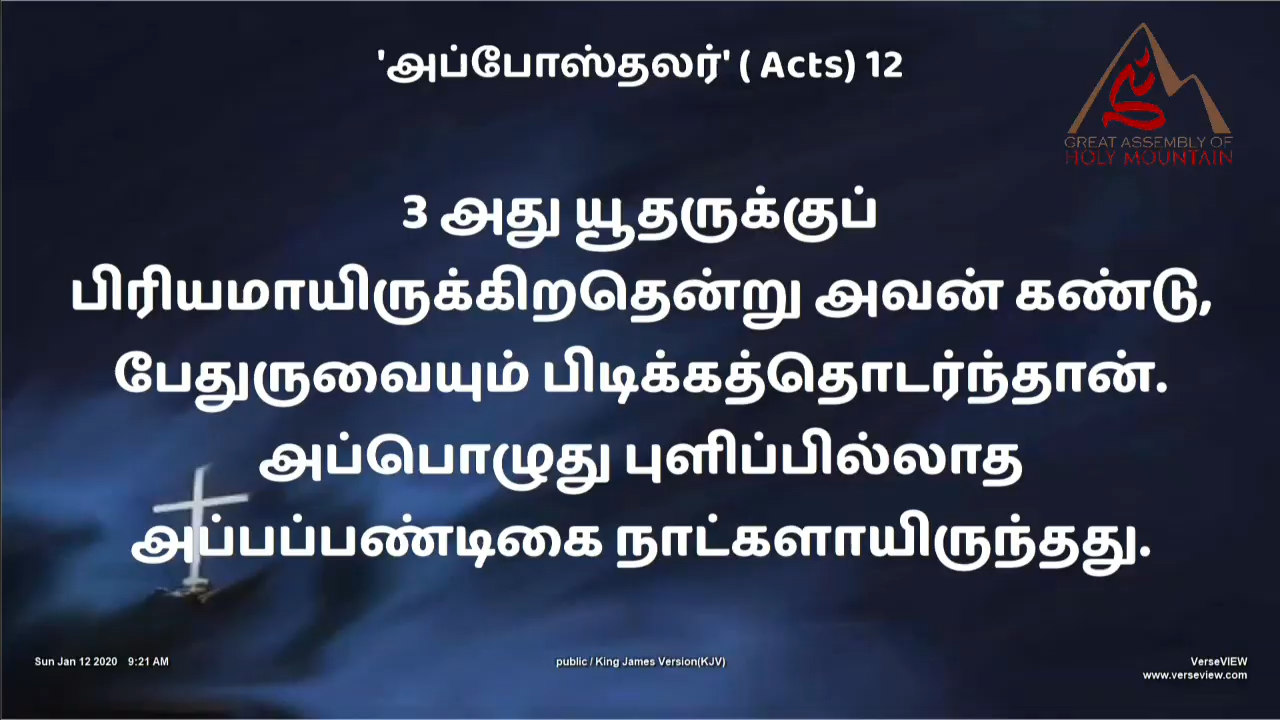 'அப்போஸ்தலர்' ( Acts) 12
GREAT ASSEMBLY OF
HOLY MOUNTAIN
3 அது யூதருக்குப்
பிரியமாயிருக்கிறதென்று அவன் கண்டு,
பேதுருவையும் பிடிக்கத்தொடர்ந்தான்.
அப்பொழுது புளிப்பில்லாத
அப்பப்பண்டிகை நாட்களாயிருந்தது.
Sun Jan 12 2020 9:21 AM
public / King James Version(KJV)
VerseVIEW
www.verseview.com